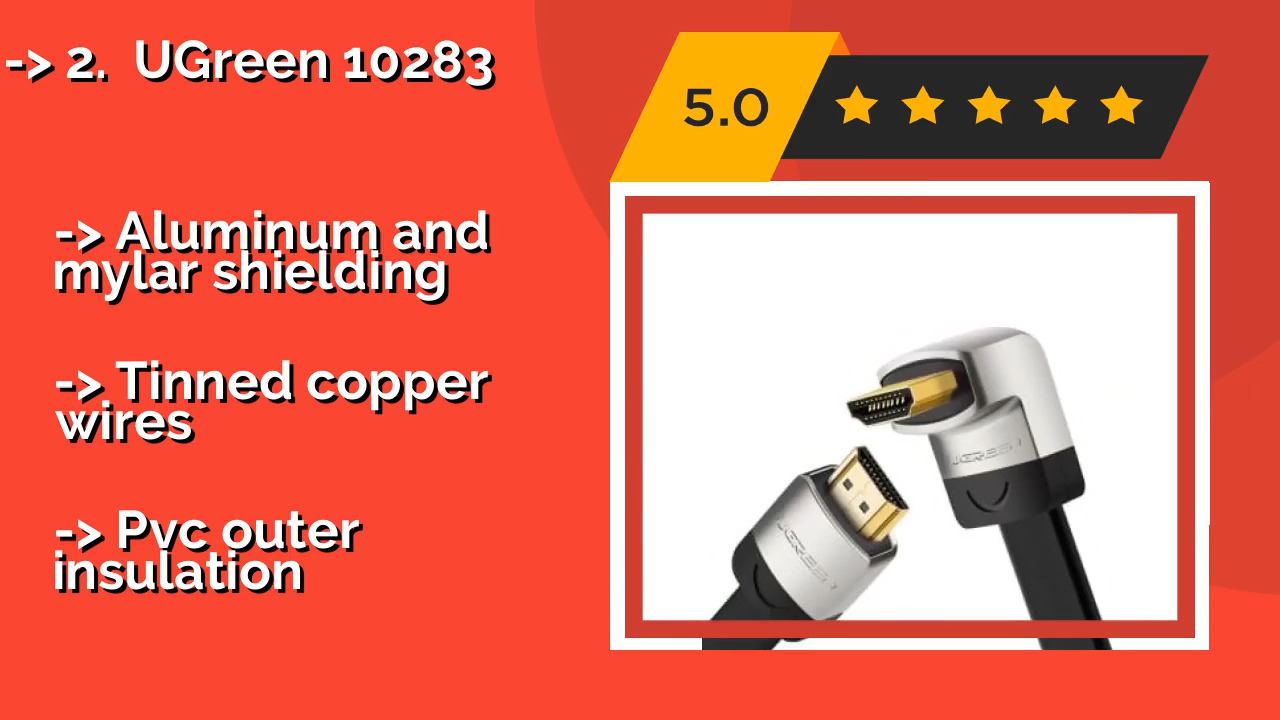 -> 2. UGreen 10283
5.0
-> Aluminum and
mylar shielding
-> Tinned copper
wires
-> Pvc outer
insulation
UGREEN
UGREEN